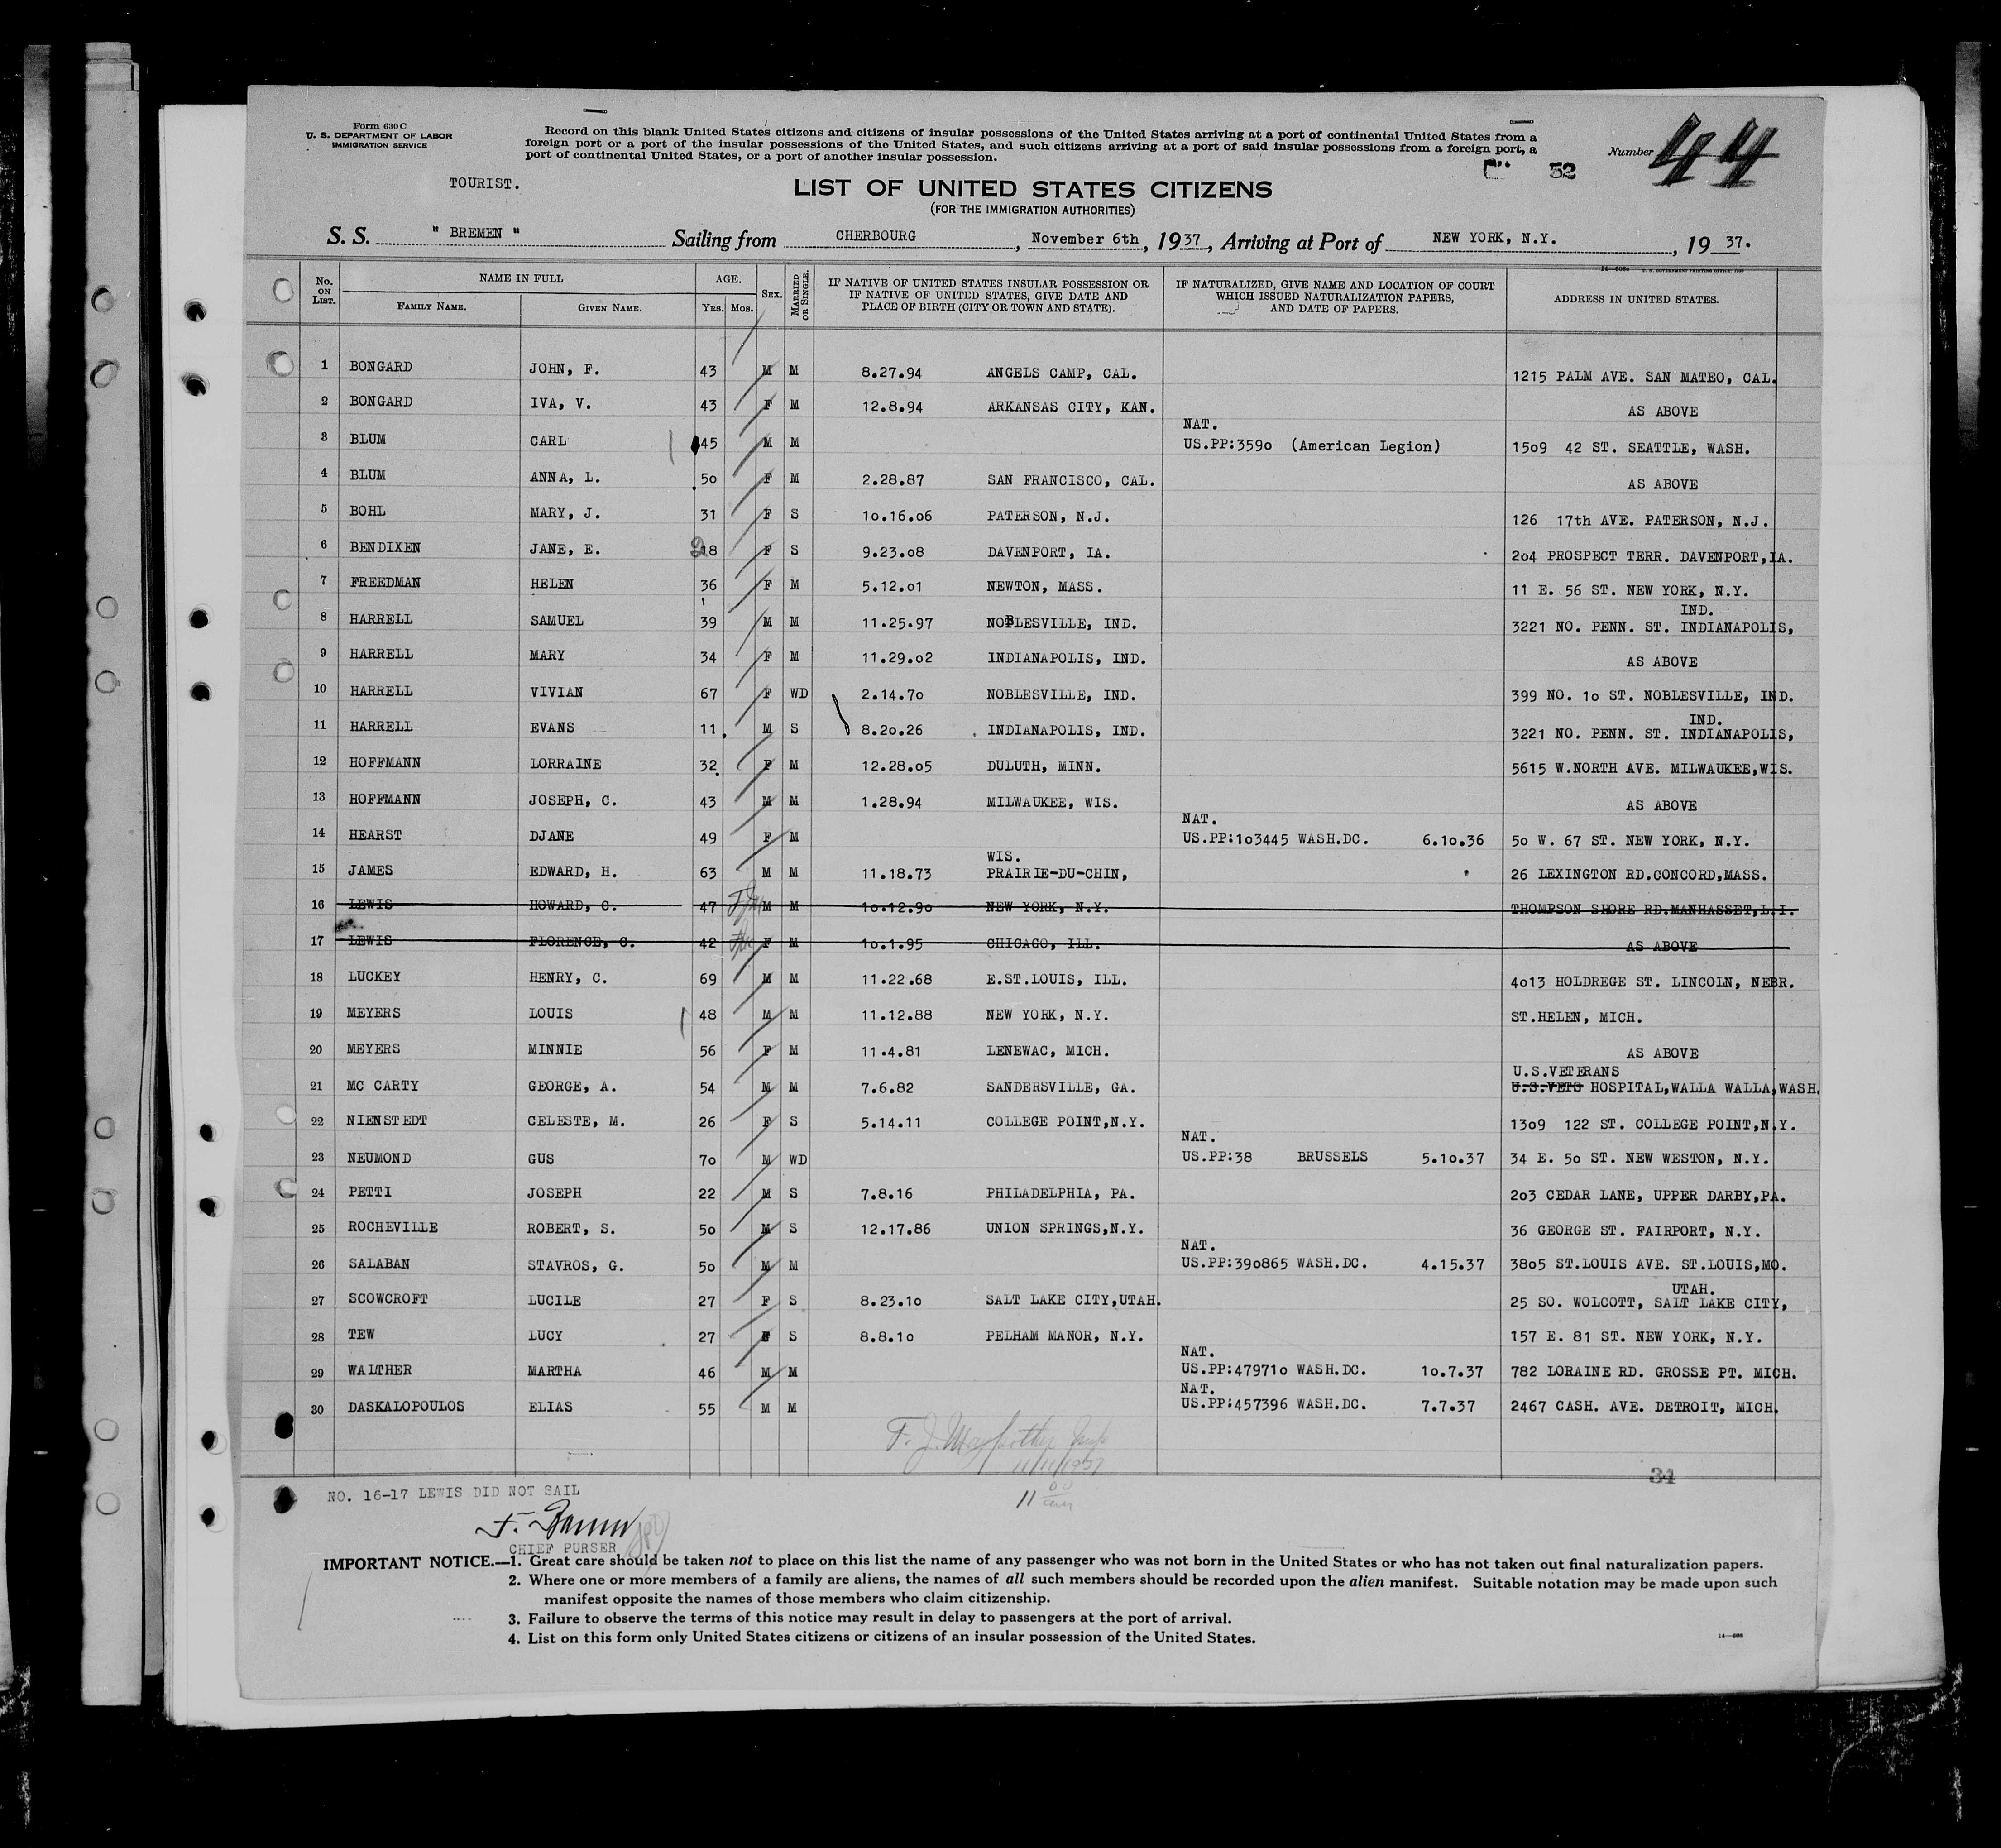 Form 630 C
U. S. DEPARTMENT OF LABOR
IMMIGRATION SERVICE
Record on this blank United States citizens and citizens of insular possessions of the United States arriving at a port of continental United States from a
foreign port or a port of the insular possessions of the United States, and such citizens arriving at a port of said insular possessions from a foreign port, a
port of continental United States, or a port of another insular possession.
Number 44
52
TOURIST.
LIST OF UNITED STATES CITIZENS
(FOR THE IMMIGRATION AUTHORITIES)
S. S. " BREMEN " Sailing from CHERBOURG, November 6th, 1937, Arriving at Port of NEW YORK, N.Y., 19 37.
No. ON LIST. NAME IN FULL FAMILY NAME. GIVEN NAME. AGE. YRS. MOS. SEX. MARRIED OR SINGLE. IF NATIVE OF UNITED STATES INSULAR POSSESSION OR IF NATIVE OF UNITED STATES, GIVE DATE AND PLACE OF BIRTH (CITY OR TOWN AND STATE). IF NATURALIZED, GIVE NAME AND LOCATION OF COURT WHICH ISSUED NATURALIZATION PAPERS, AND DATE OF PAPERS. ADDRESS IN UNITED STATES.
1 BONGARD JOHN, F. 43 M M 8.27.94 ANGELS CAMP, CAL. 1215 PALM AVE. SAN MATEO, CAL.
2 BONGARD IVA, V. 43 F M 12.8.94 ARKANSAS CITY, KAN. AS ABOVE
3 BLUM CARL 45 M M NAT. US.PP:3590 (American Legion) 1509 42 ST. SEATTLE, WASH.
4 BLUM ANNA, L. 50 F M 2.28.87 SAN FRANCISCO, CAL. AS ABOVE
5 BOHL MARY, J. 31 F S 10.16.06 PATERSON, N.J. 126 17th AVE. PATERSON, N.J.
6 BENDIXEN JANE, E. 28 F S 9.23.08 DAVENPORT, IA. 204 PROSPECT TERR. DAVENPORT, IA.
7 FREEDMAN HELEN 36 F M 5.12.01 NEWTON, MASS. 11 E. 56 ST. NEW YORK, N.Y.
8 HARRELL SAMUEL 39 M M 11.25.97 NOBLESVILLE, IND. 3221 NO. PENN. ST. INDIANAPOLIS, IND.
9 HARRELL MARY 34 F M 11.29.02 INDIANAPOLIS, IND. AS ABOVE
10 HARRELL VIVIAN 67 F WD 2.14.70 NOBLESVILLE, IND. 399 NO. 10 ST. NOBLESVILLE, IND.
11 HARRELL EVANS 11 M S 8.20.26 INDIANAPOLIS, IND. 3221 NO. PENN. ST. INDIANAPOLIS, IND.
12 HOFFMANN LORRAINE 32 F M 12.28.05 DULUTH, MINN. 5615 W.NORTH AVE. MILWAUKEE,WIS.
13 HOFFMANN JOSEPH, C. 43 M M 1.28.94 MILWAUKEE, WIS. AS ABOVE
14 HEARST DJANE 49 F M NAT. US.PP:103445 WASH.DC. 6.10.36 50 W. 67 ST. NEW YORK, N.Y.
15 JAMES EDWARD, H. 63 M M 11.18.73 PRAIRIE-DU-CHIN, WIS. 26 LEXINGTON RD.CONCORD,MASS.
16 LEWIS HOWARD, C. 47 M M 10.12.90 NEW YORK, N.Y. THOMPSON SHORE RD.MANHASSET,L.I.
17 LEWIS FLORENCE, C. 42 F M 10.1.95 CHICAGO, ILL. AS ABOVE
18 LUCKEY HENRY, C. 69 M M 11.22.68 E.ST.LOUIS, ILL. 4013 HOLDREGE ST. LINCOLN, NEBR.
19 MEYERS LOUIS 48 M M 11.12.88 NEW YORK, N.Y. ST.HELEN, MICH.
20 MEYERS MINNIE 56 F M 11.4.81 LENEWAC, MICH. AS ABOVE
21 MC CARTY GEORGE, A. 54 M M 7.6.82 SANDERSVILLE, GA. U.S.VETERANS U.S.VETS HOSPITAL,WALLA WALLA,WASH.
22 NIENSTEDT CELESTE, M. 26 F S 5.14.11 COLLEGE POINT,N.Y. 1309 122 ST. COLLEGE POINT,N.Y.
23 NEUMOND GUS 70 M WD NAT. US.PP:38 BRUSSELS 5.10.37 34 E. 50 ST. NEW WESTON, N.Y.
24 PETTI JOSEPH 22 M S 7.8.16 PHILADELPHIA, PA. 203 CEDAR LANE, UPPER DARBY,PA.
25 ROCHEVILLE ROBERT, S. 50 M S 12.17.86 UNION SPRINGS,N.Y. 36 GEORGE ST. FAIRPORT, N.Y.
26 SALABAN STAVROS, G. 50 M M NAT. US.PP:390865 WASH.DC. 4.15.37 3805 ST.LOUIS AVE. ST.LOUIS,MO.
27 SCOWCROFT LUCILE 27 F S 8.23.10 SALT LAKE CITY,UTAH. 25 SO. WOLCOTT, SALT LAKE CITY, UTAH.
28 TEW LUCY 27 F S 8.8.10 PELHAM MANOR, N.Y. 157 E. 81 ST. NEW YORK, N.Y.
29 WALTHER MARTHA 46 M M NAT. US.PP:479710 WASH.DC. 10.7.37 782 LORAINE RD. GROSSE PT. MICH.
30 DASKALOPOULOS ELIAS 55 M M NAT. US.PP:457396 WASH.DC. 7.7.37 2467 CASH. AVE. DETROIT, MICH.
11/11/1937
34
11 00 am
NO. 16-17 LEWIS DID NOT SAIL
CHIEF PURSER
IMPORTANT NOTICE.—1. Great care should be taken not to place on this list the name of any passenger who was not born in the United States or who has not taken out final naturalization papers.
2. Where one or more members of a family are aliens, the names of all such members should be recorded upon the alien manifest. Suitable notation may be made upon such
manifest opposite the names of those members who claim citizenship.
3. Failure to observe the terms of this notice may result in delay to passengers at the port of arrival.
4. List on this form only United States citizens or citizens of an insular possession of the United States.